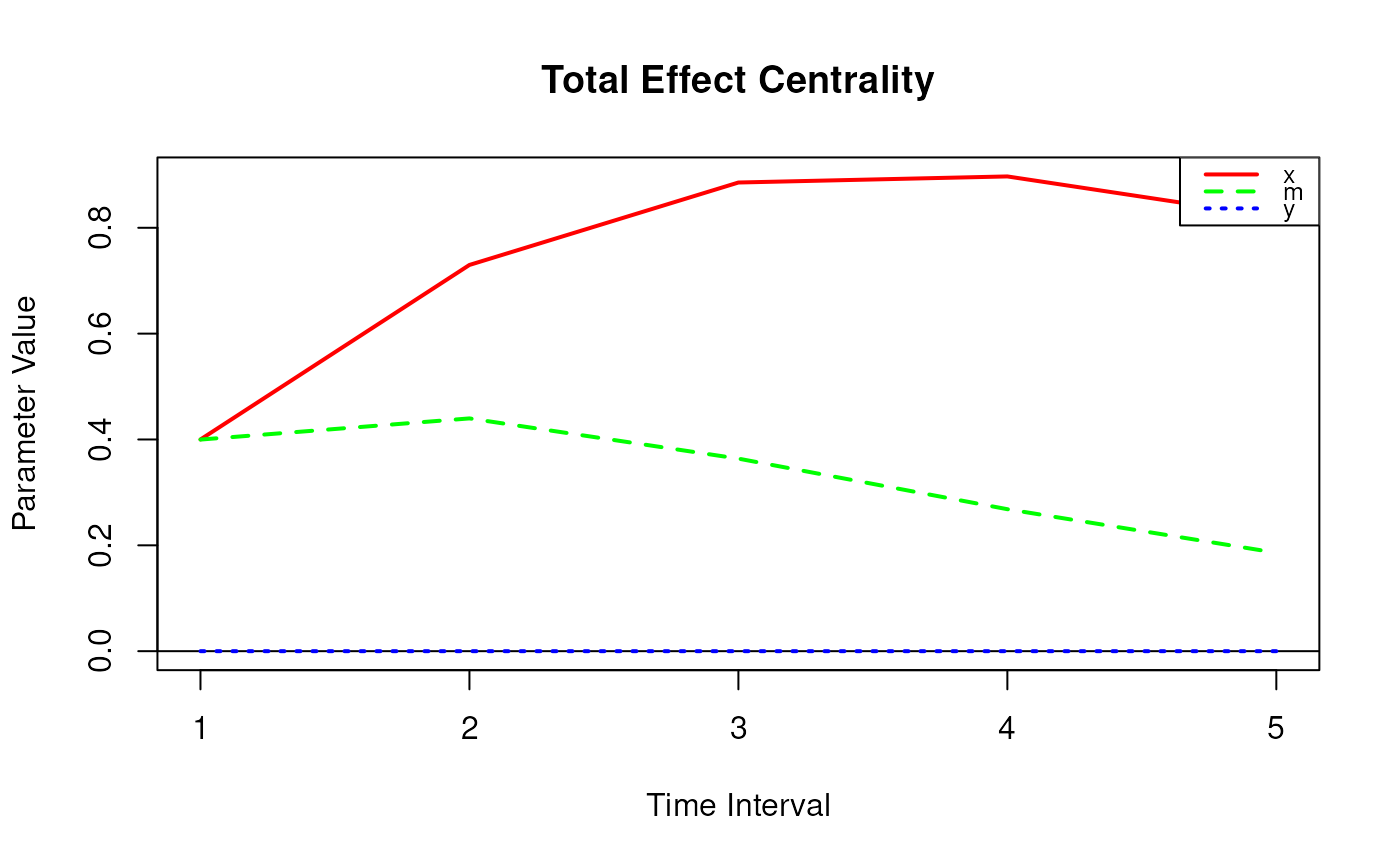 Total Effect Centrality
x
m
y
Parameter Value
0.8
0.6
0.4
0.2
0.0
1 2 3 4 5
Time Interval